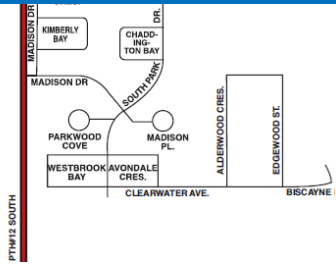 MADISON DR
KIMBERLY
BAY
DR.
CHADD-
ING-
TON BAY
SOUTH PARK
MADISON DR
PARKWOOD
COVE
MADISON
PL.
ALDERWOOD CRES.
EDGEWOOD ST.
WESTBROOK
BAY
AVONDALE
CRES.
CLEARWATER AVE.
BISCAYNE
PTH#12 SOUTH